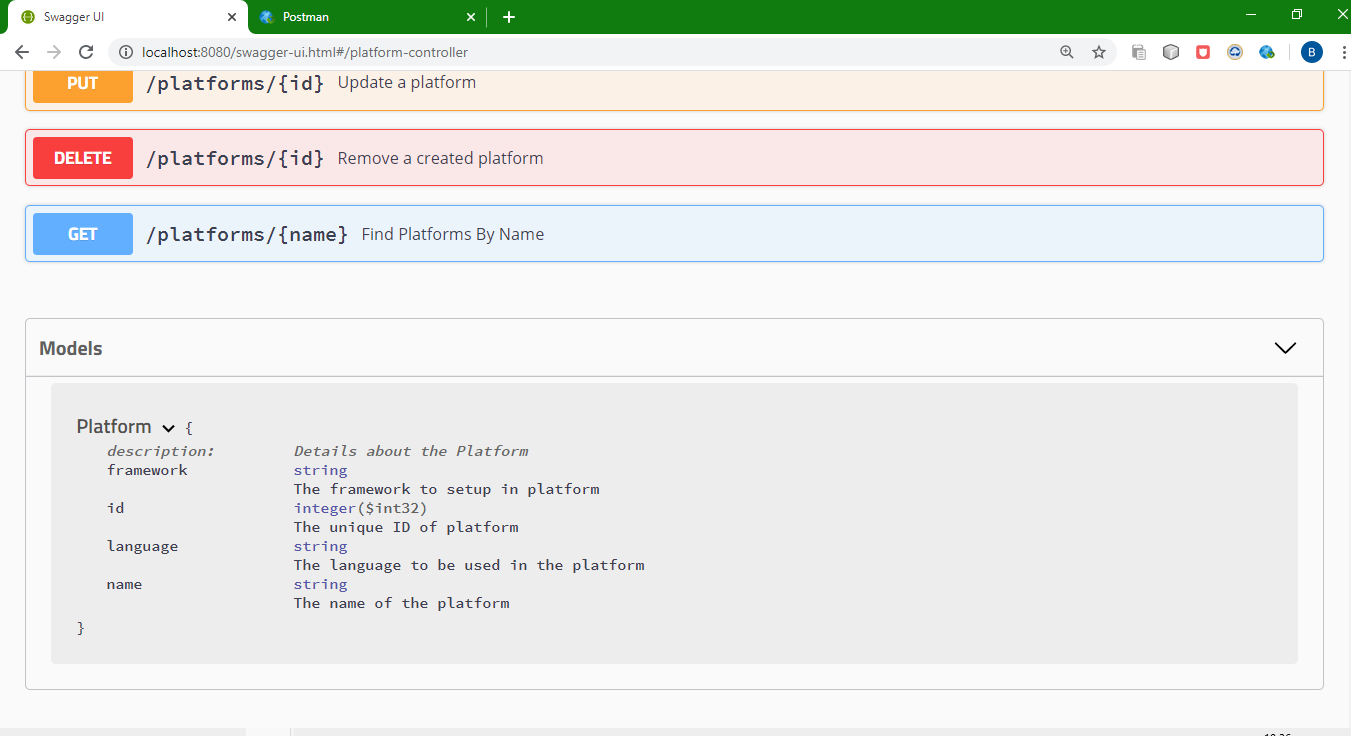 Swagger UI
Postman
localhost:8080/swagger-ui.html#/platform-controller
B
PUT /platforms/{id} Update a platform
DELETE /platforms/{id} Remove a created platform
GET /platforms/{name} Find Platforms By Name
Models
Platform {
description: Details about the Platform
framework string
The framework to setup in platform
id integer($int32)
The unique ID of platform
language string
The language to be used in the platform
name string
The name of the platform
}